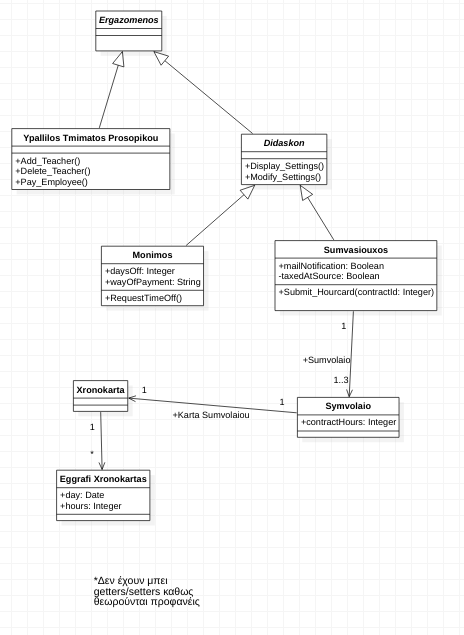 Ergazomenos
Ypallilos Tmimatos Prosopikou
+Add_Teacher()
+Delete_Teacher()
+Pay_Employee()
Didaskon
+Display_Settings()
+Modify_Settings()
Monimos
+daysOff: Integer
+wayOfPayment: String
+RequestTimeOff()
Sumvasiouxos
+mailNotification: Boolean
-taxedAtSource: Boolean
+Submit_Hourcard(contractId: Integer)
1
+Sumvolaio
1..3
Xronokarta
1
1
+Karta Sumvolaiou
Symvolaio
+contractHours: Integer
1
*
Eggrafi Xronokartas
+day: Date
+hours: Integer
*Δεν έχουν μπει
getters/setters καθως
θεωρούνται προφανείς